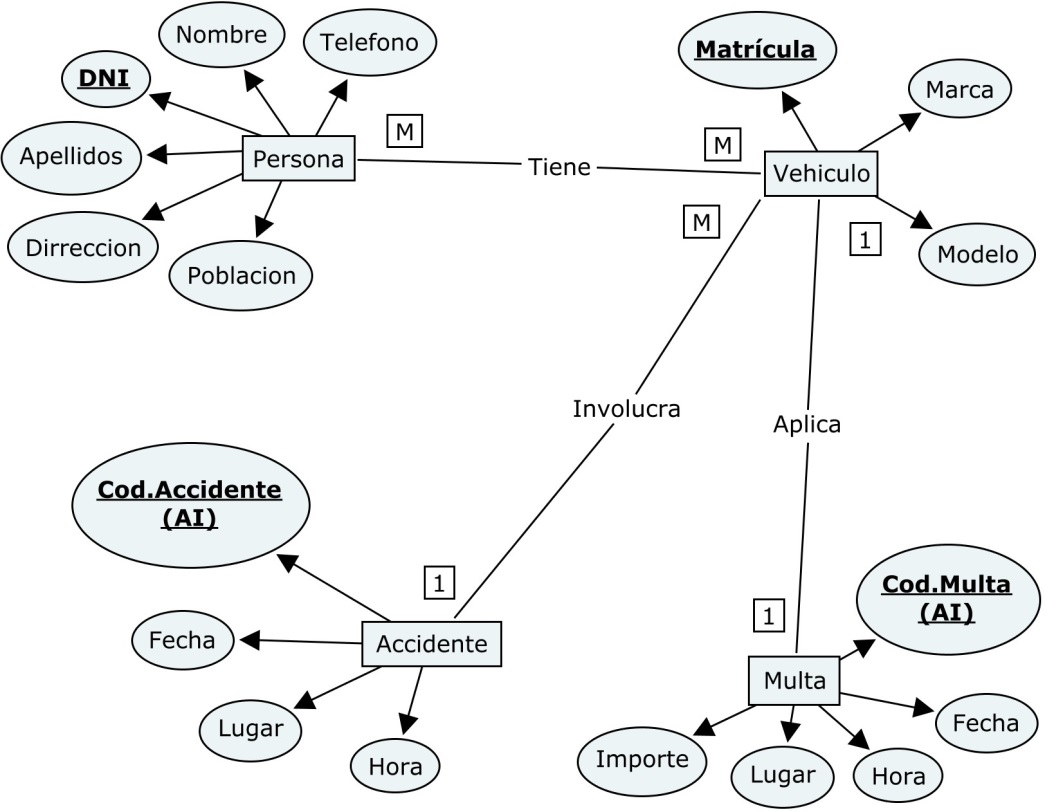 Nombre
Telefono
Matrícula
DNI
Marca
M
M
Apellidos
Persona
Tiene
Vehiculo
M
1
Dirreccion
Poblacion
Modelo
Involucra
Aplica
Cod.Accidente
(AI)
1
1
Cod.Multa
(AI)
Fecha
Accidente
Multa
Lugar
Fecha
Hora
Importe
Lugar
Hora